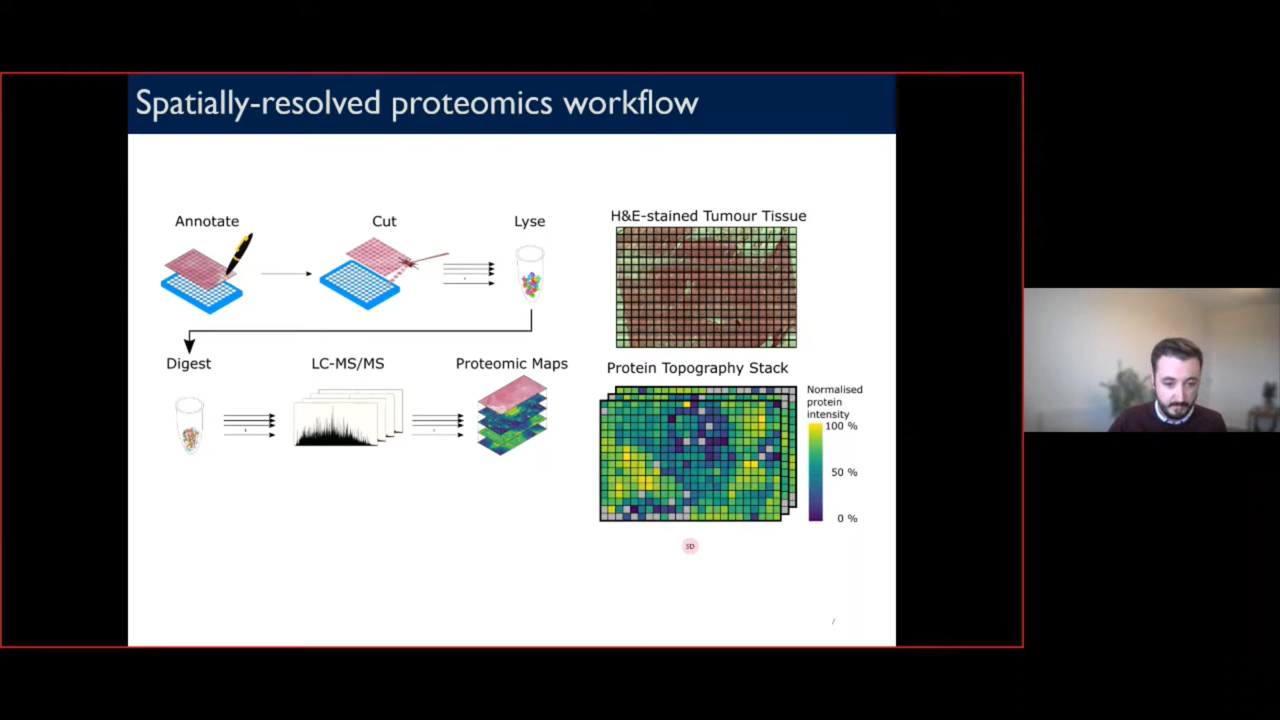 Spatially-resolved proteomics workflow
Annotate
Cut
Lyse
Digest
LC-MS/MS
Proteomic Maps
H&E-stained Tumour Tissue
Protein Topography Stack
Normalised
protein
intensity
100 %
50 %
0 %
SD